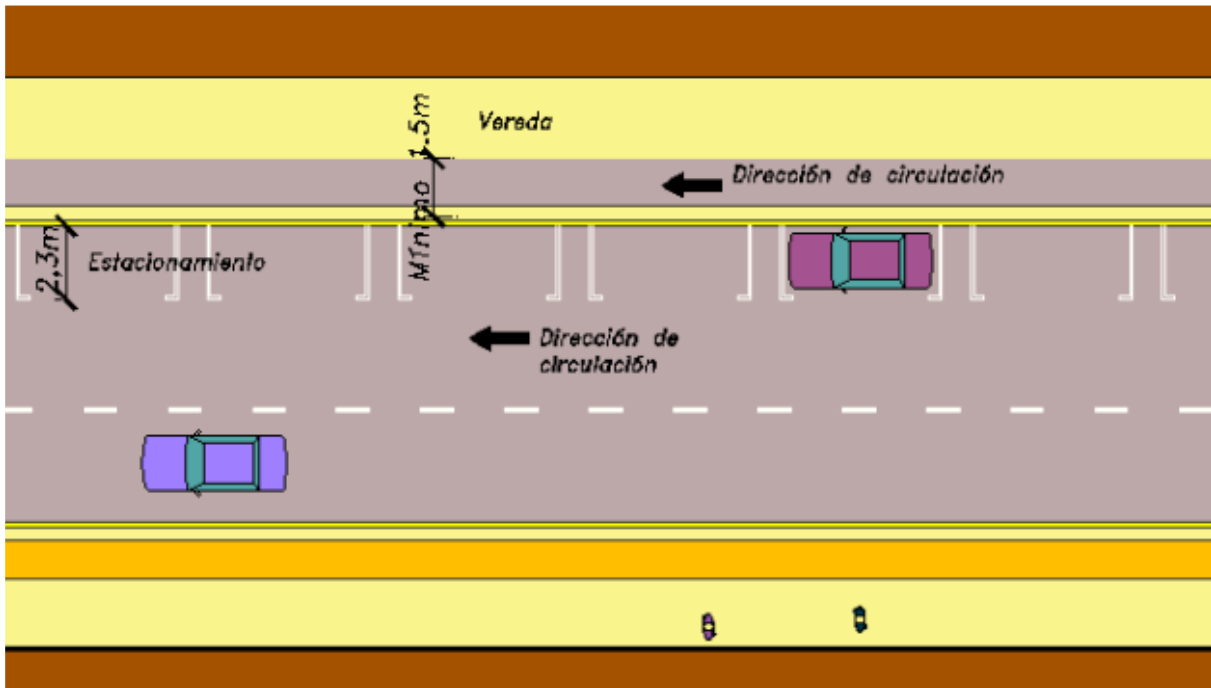 Vereda
Mínimo 1.5m
Dirección de circulación
2,3m
Estacionamiento
Dirección de
circulación